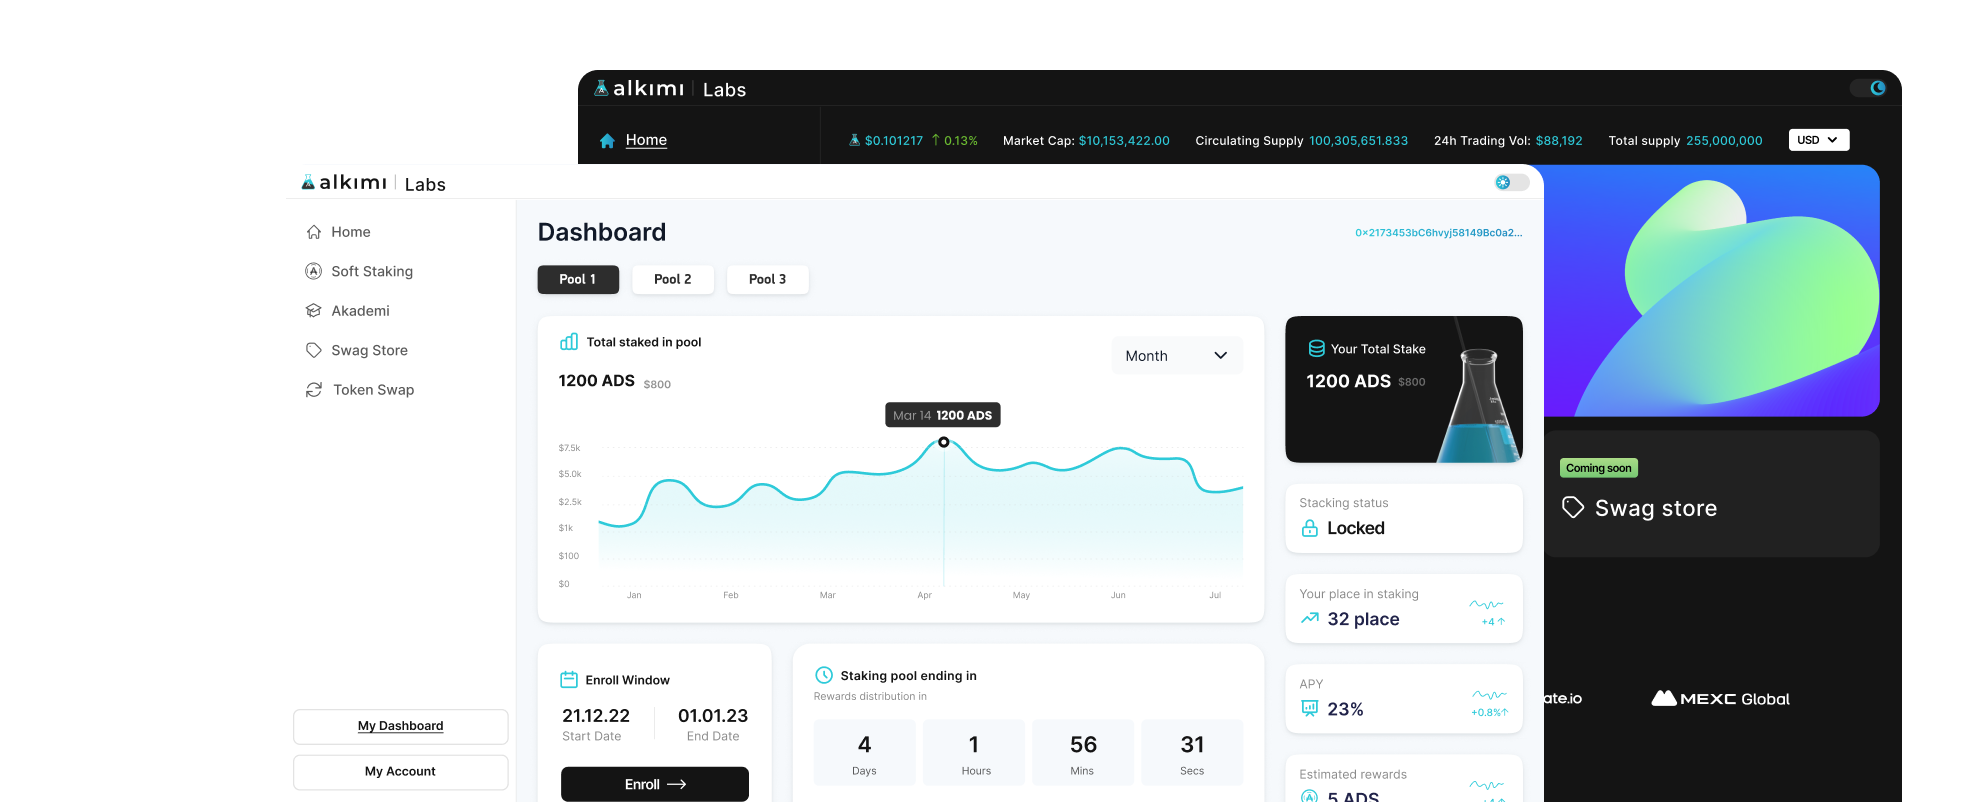 alkimi | Labs
Home
$0.101217 ↑ 0.13% Market Cap: $10,153,422.00 Circulating Supply 100,305,651.833 24h Trading Vol: $88,192 Total supply 255,000,000 USD
alkimi | Labs
Home
Soft Staking
Akademi
Swag Store
Token Swap
My Dashboard
My Account
Dashboard
0x2173453bC6hvyj58149Bc0a2...
Pool 1 Pool 2 Pool 3
Total staked in pool
1200 ADS $800
Month
Mar 14 1200 ADS
$7.5k
$5.0k
$2.5k
$1k
$100
$0
Jan Feb Mar Apr May Jun Jul
Your Total Stake
1200 ADS $800
Stacking status
Locked
Your place in staking
32 place
+4 ↑
APY
23%
+0.8%↑
Estimated rewards
5 ADS
+4 ↑
Enroll Window
21.12.22 01.01.23
Start Date End Date
Enroll →
Staking pool ending in
Rewards distribution in
4 1 56 31
Days Hours Mins Secs
Coming soon
Swag store
ate.io
MEXC Global